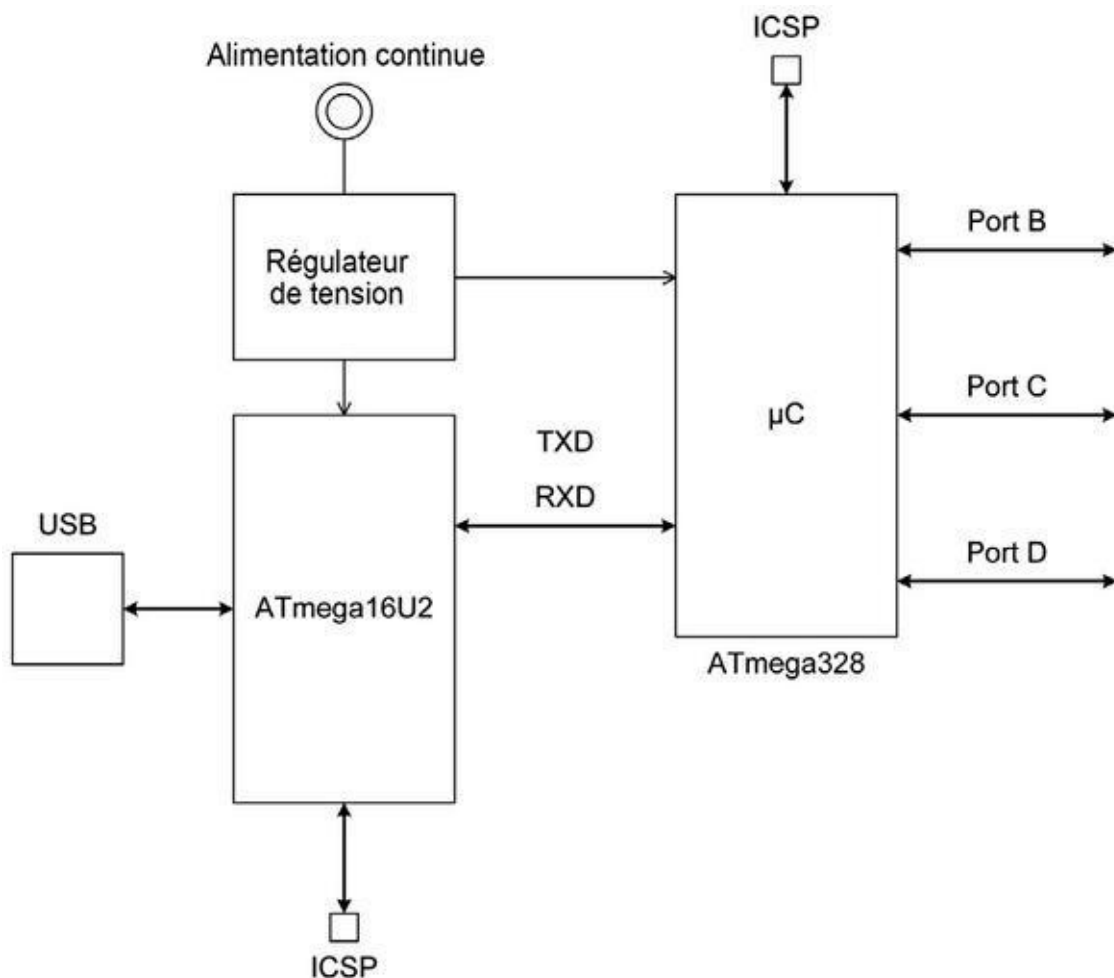 ICSP
Alimentation continue
Régulateur
de tension
Port B
Port C
µC
TXD
RXD
USB
Port D
ATmega16U2
ATmega328
ICSP